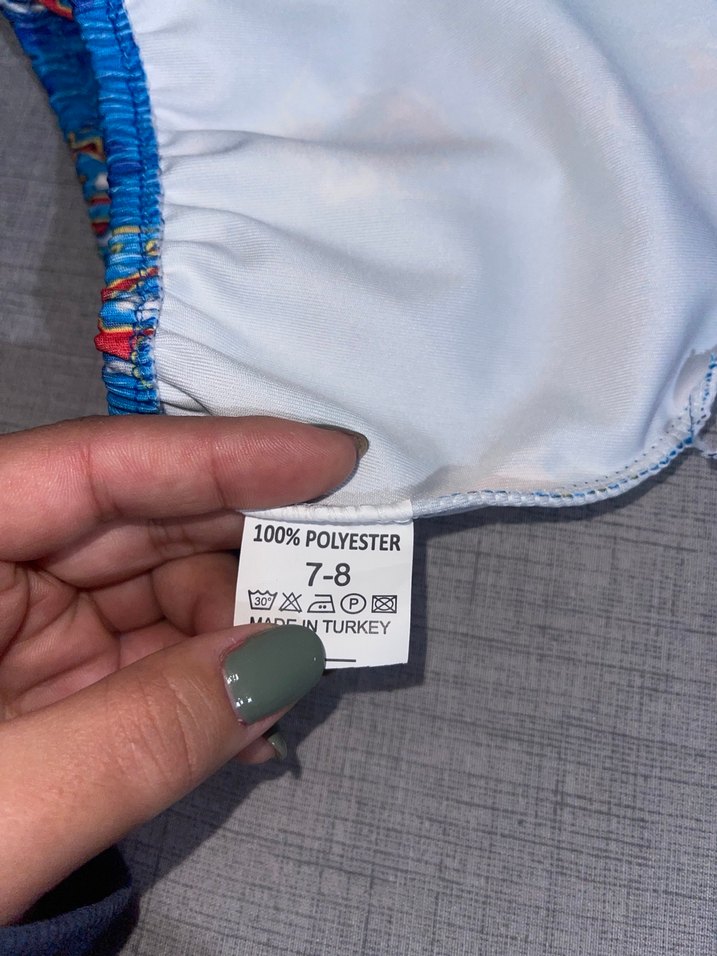 100% POLYESTER
7-8
30° P
MADE IN TURKEY